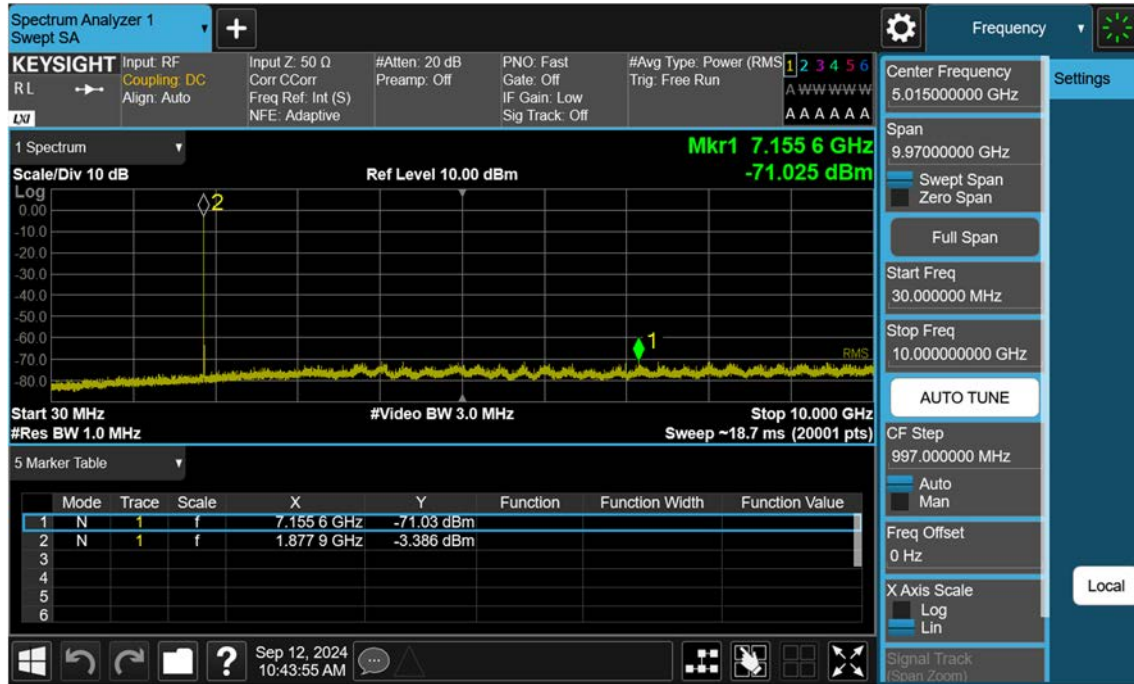 Spectrum Analyzer 1
Swept SA
+
Frequency
KEYSIGHT
R L
LXI
Input: RF
Coupling: DC
Align: Auto
Input Z: 50 Ω
Corr CCorr
Freq Ref: Int (S)
NFE: Adaptive
#Atten: 20 dB
Preamp: Off
PNO: Fast
Gate: Off
IF Gain: Low
Sig Track: Off
#Avg Type: Power (RMS
Trig: Free Run
1 2 3 4 5 6
A W W W W W
A A A A A A
1 Spectrum
Scale/Div 10 dB
Ref Level 10.00 dBm
Mkr1 7.155 6 GHz
-71.025 dBm
Log
0.00
-10.0
-20.0
-30.0
-40.0
-50.0
-60.0
-70.0
-80.0
2
1
RMS
Start 30 MHz
#Video BW 3.0 MHz
Stop 10.000 GHz
#Res BW 1.0 MHz
Sweep ~18.7 ms (20001 pts)
5 Marker Table
Mode Trace Scale X Y Function Function Width Function Value
1 N 1 f 7.155 6 GHz -71.03 dBm
2 N 1 f 1.877 9 GHz -3.386 dBm
3
4
5
6
Sep 12, 2024
10:43:55 AM
?
Center Frequency
5.015000000 GHz
Span
9.97000000 GHz
Swept Span
Zero Span
Full Span
Start Freq
30.000000 MHz
Stop Freq
10.000000000 GHz
AUTO TUNE
CF Step
997.000000 MHz
Auto
Man
Freq Offset
0 Hz
X Axis Scale
Log
Lin
Signal Track
(Span Zoom)
Settings
Local